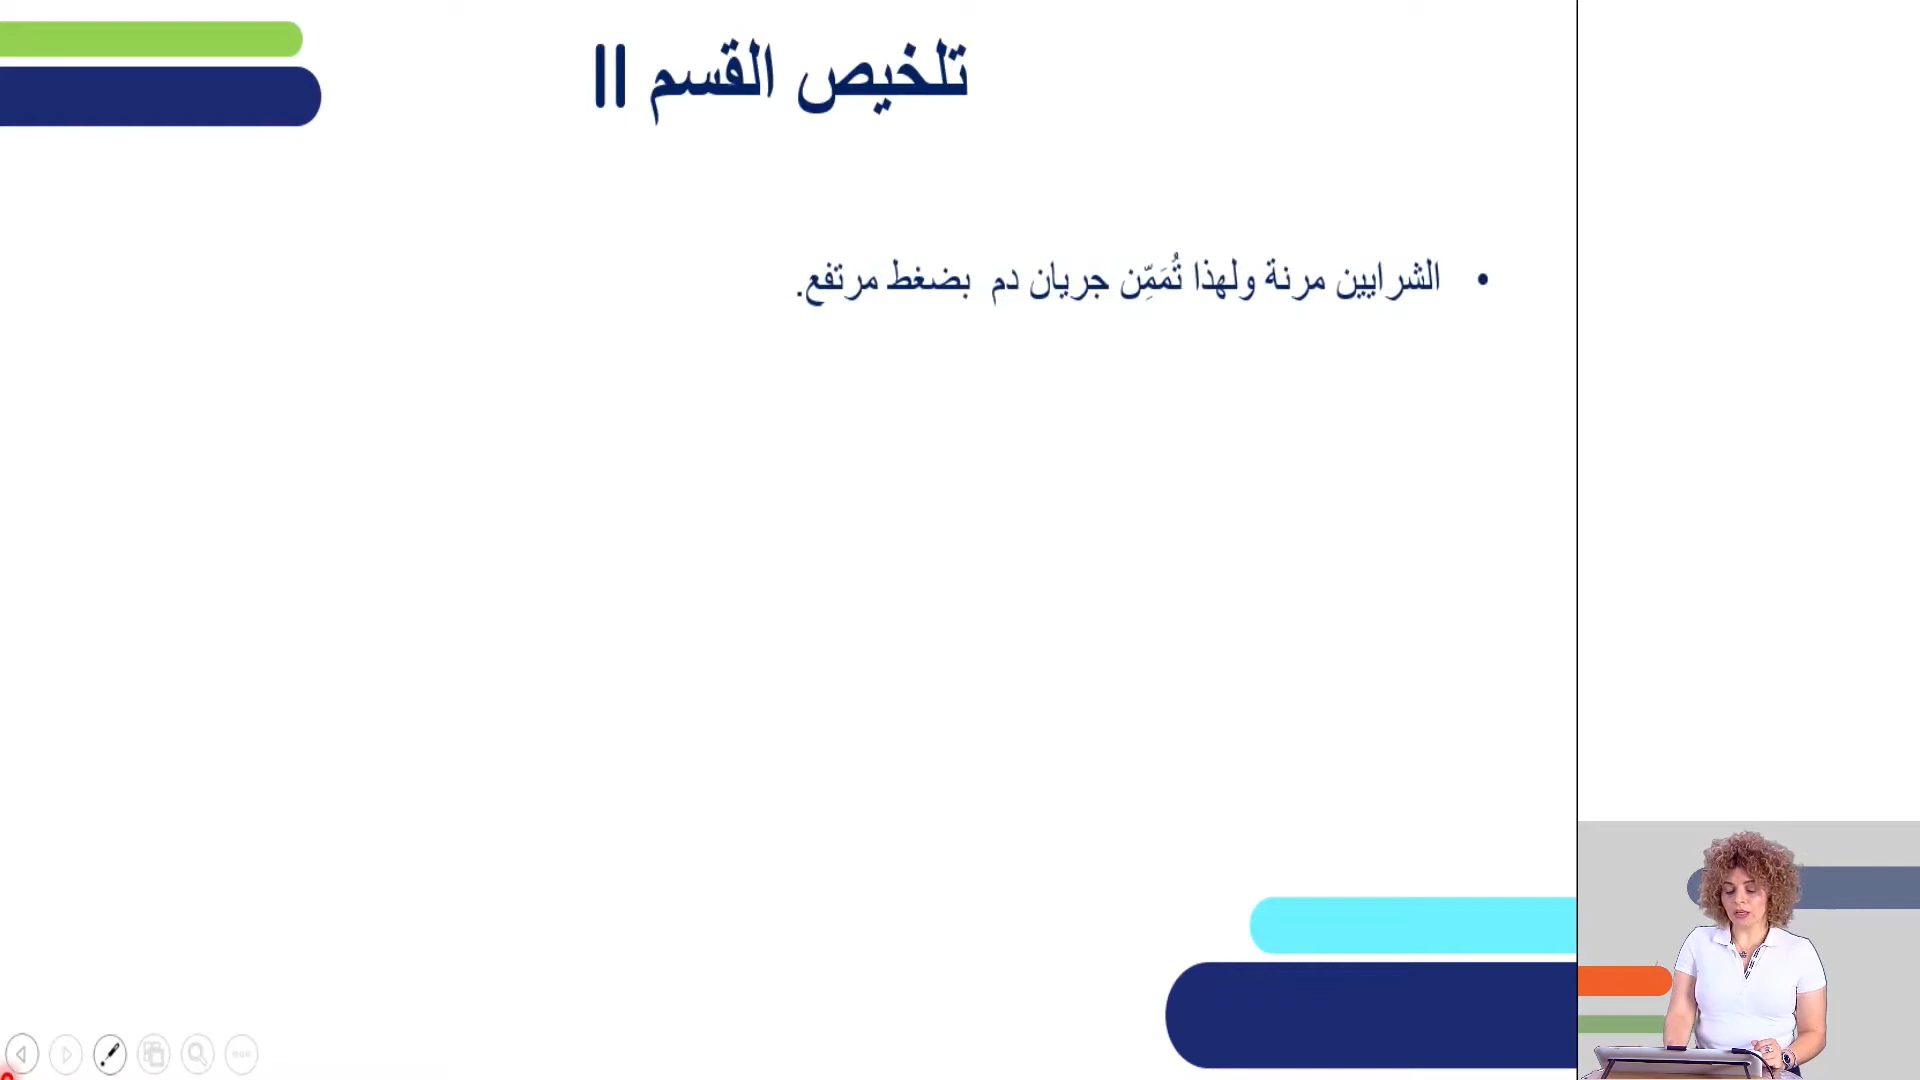 تلخيص القسم II
• الشرايين مرنة ولهذا تُمَمِّن جريان دم بضغط مرتفع.